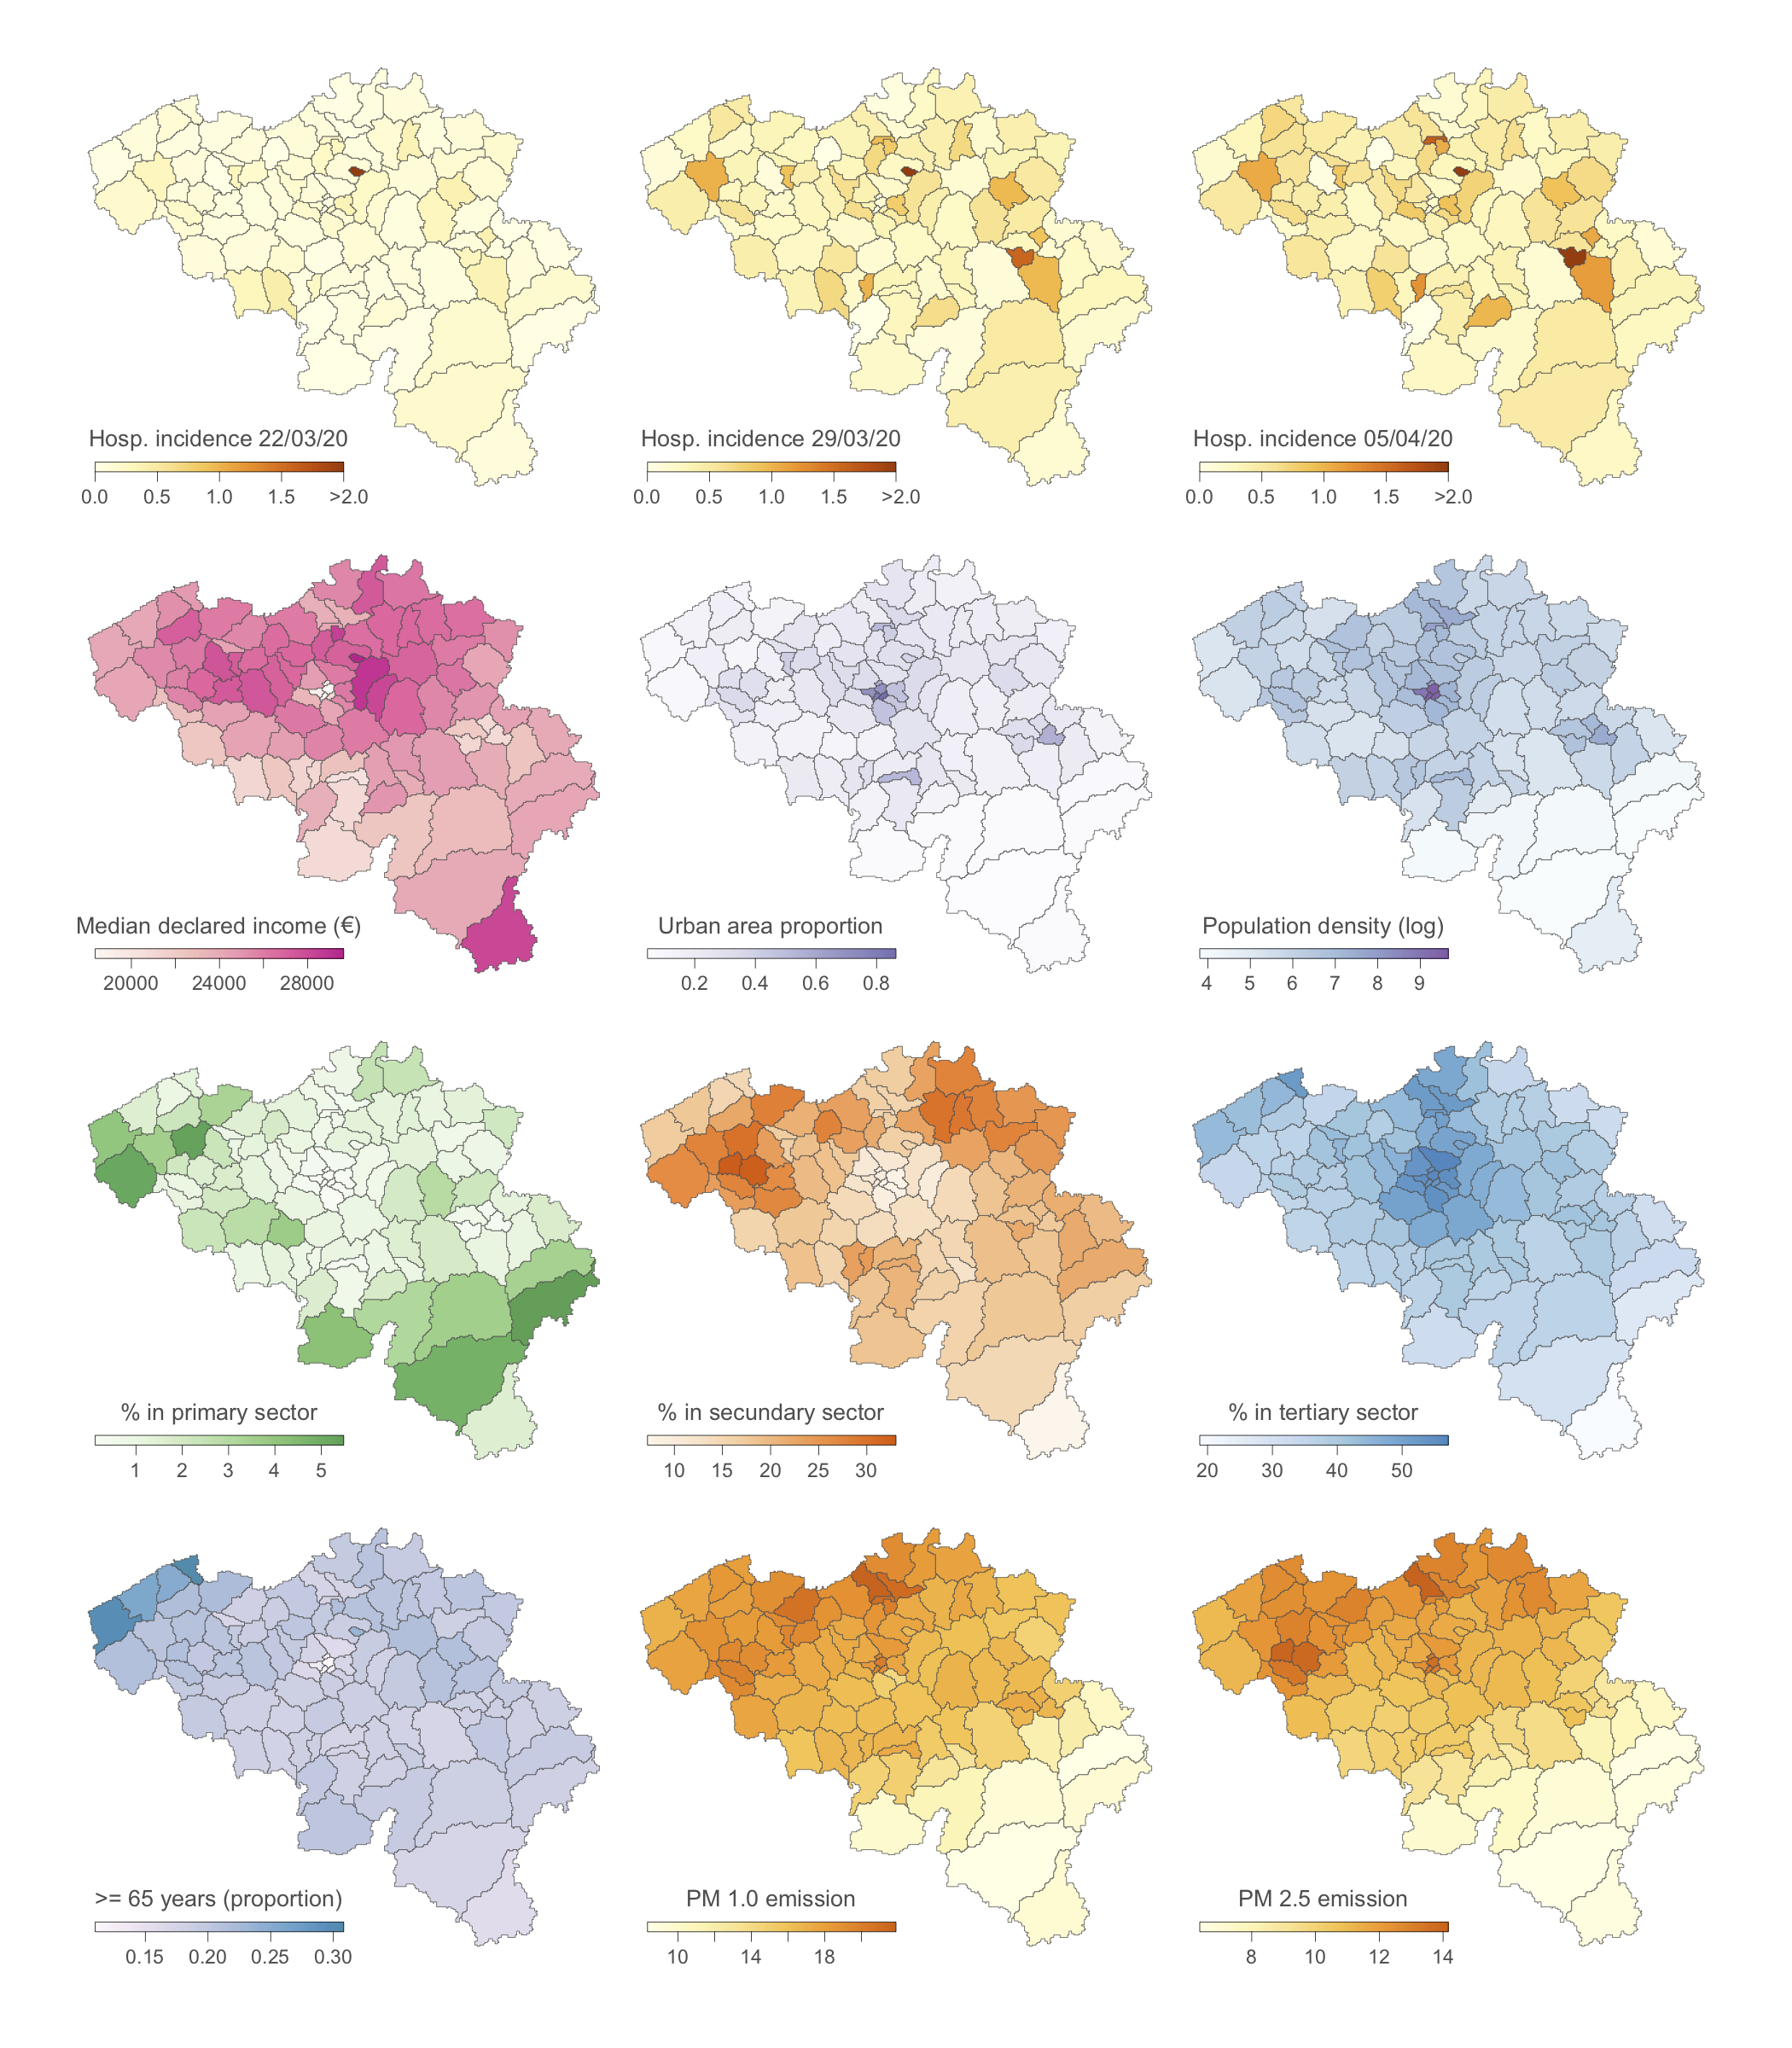 Hosp. incidence 22/03/20
0.0 0.5 1.0 1.5 >2.0
Hosp. incidence 29/03/20
0.0 0.5 1.0 1.5 >2.0
Hosp. incidence 05/04/20
0.0 0.5 1.0 1.5 >2.0
Median declared income (€)
20000 24000 28000
Urban area proportion
0.2 0.4 0.6 0.8
Population density (log)
4 5 6 7 8 9
% in primary sector
1 2 3 4 5
% in secundary sector
10 15 20 25 30
% in tertiary sector
20 30 40 50
>= 65 years (proportion)
0.15 0.20 0.25 0.30
PM 1.0 emission
10 14 18
PM 2.5 emission
8 10 12 14